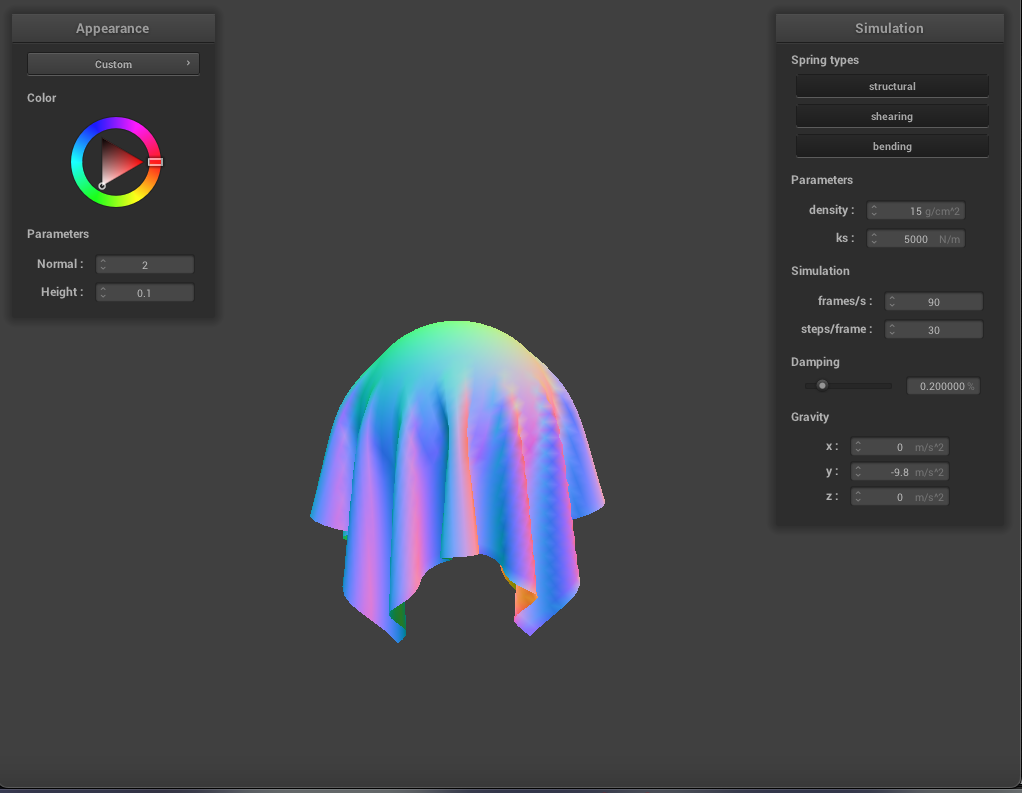 Appearance
Custom
Color
Parameters
Normal : 2
Height : 0.1
Simulation
Spring types
structural
shearing
bending
Parameters
density : 15 g/cm^2
ks : 5000 N/m
Simulation
frames/s : 90
steps/frame : 30
Damping
0.200000 %
Gravity
x : 0 m/s^2
y : -9.8 m/s^2
z : 0 m/s^2